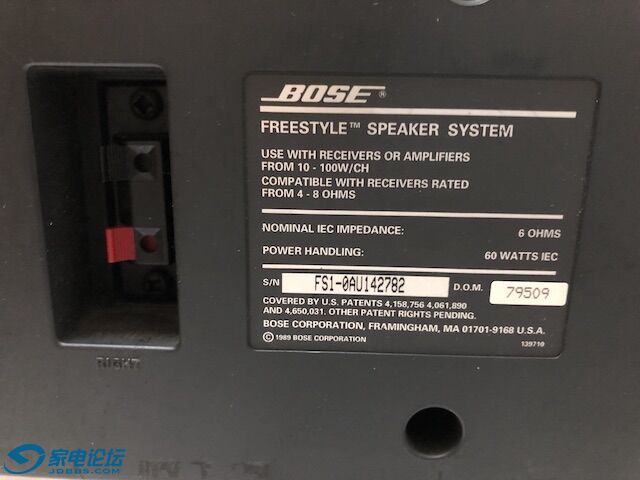 BOSE®
FREESTYLE™ SPEAKER SYSTEM
USE WITH RECEIVERS OR AMPLIFIERS
FROM 10 - 100W/CH
COMPATIBLE WITH RECEIVERS RATED
FROM 4 - 8 OHMS
NOMINAL IEC IMPEDANCE: 6 OHMS
POWER HANDLING: 60 WATTS IEC
S/N FS1-0AU142782 D.O.M. 79509
COVERED BY U.S. PATENTS 4,158,756 4,061,890
AND 4,650,031. OTHER PATENT RIGHTS PENDING.
BOSE CORPORATION, FRAMINGHAM, MA 01701-9168 U.S.A.
©1989 BOSE CORPORATION 139710
RIGHT
家电论坛
JDBBS.COM